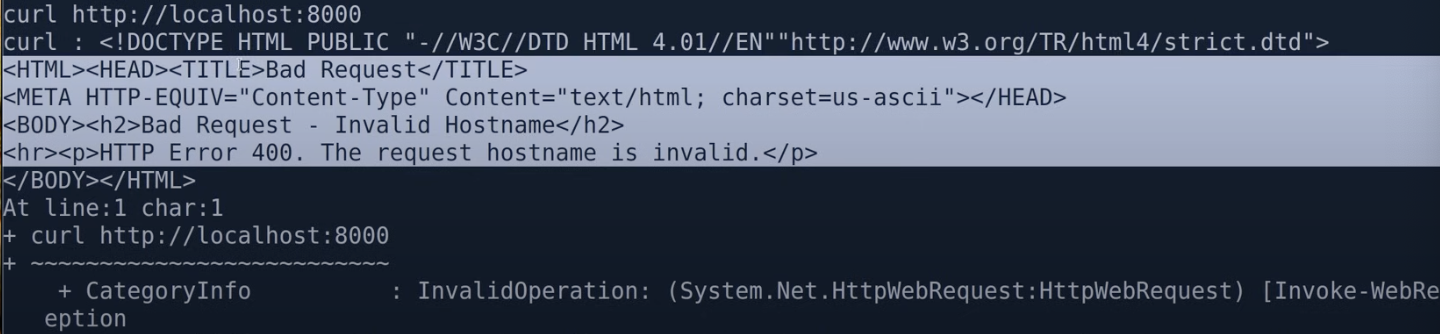 curl http://localhost:8000
curl : <!DOCTYPE HTML PUBLIC "-//W3C//DTD HTML 4.01//EN""http://www.w3.org/TR/html4/strict.dtd">
<HTML><HEAD><TITLE>Bad Request</TITLE>
<META HTTP-EQUIV="Content-Type" Content="text/html; charset=us-ascii"></HEAD>
<BODY><h2>Bad Request - Invalid Hostname</h2>
<hr><p>HTTP Error 400. The request hostname is invalid.</p>
</BODY></HTML>
At line:1 char:1
+ curl http://localhost:8000
+ ~~~~~~~~~~~~~~~~~~~~~~~~~~
+ CategoryInfo : InvalidOperation: (System.Net.HttpWebRequest:HttpWebRequest) [Invoke-WebRe
eption